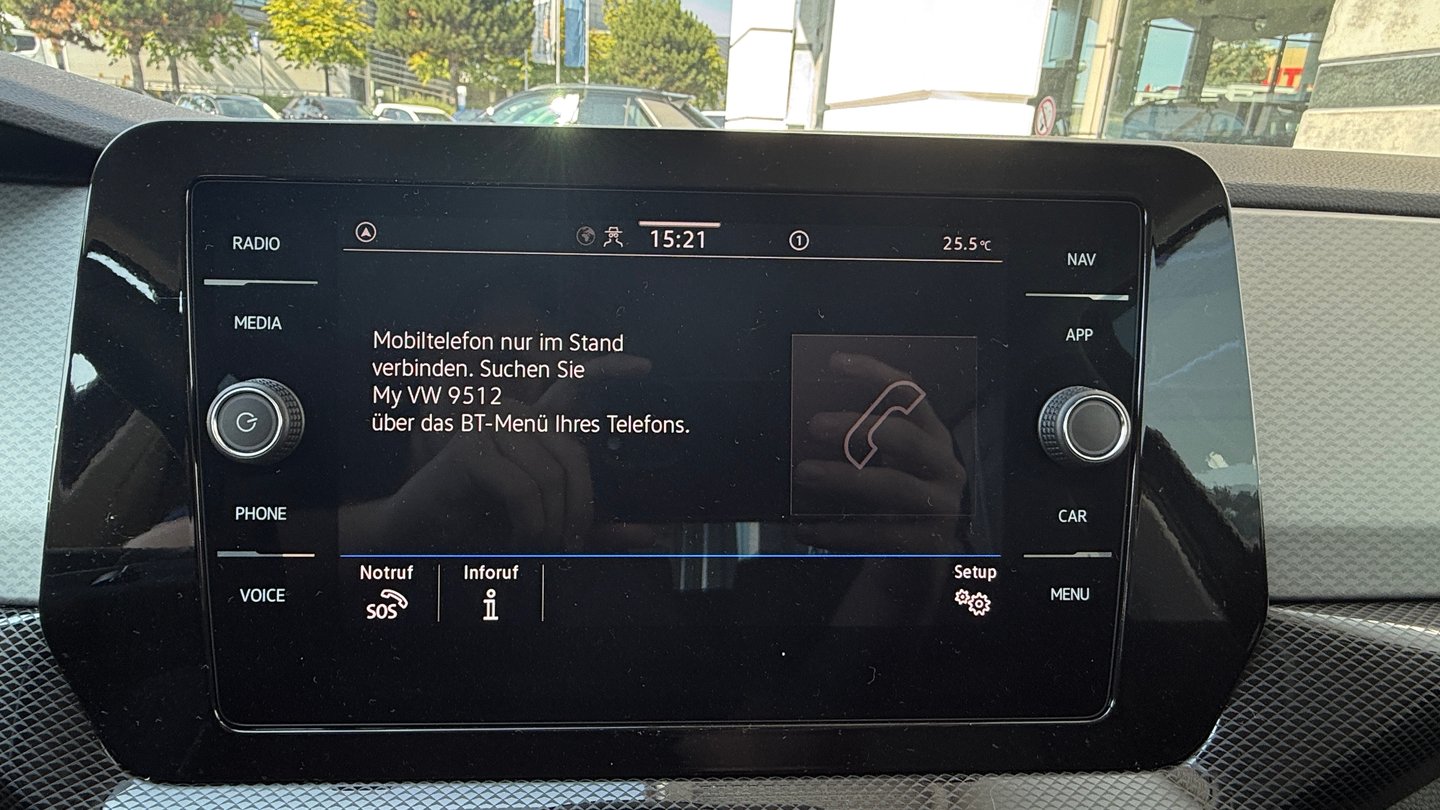 RADIO
MEDIA
PHONE
VOICE
15:21
1
25.5°C
Mobiltelefon nur im Stand
verbinden. Suchen Sie
My VW 9512
über das BT-Menü Ihres Telefons.
Notruf
SOS
Inforuf
i
Setup
NAV
APP
CAR
MENU